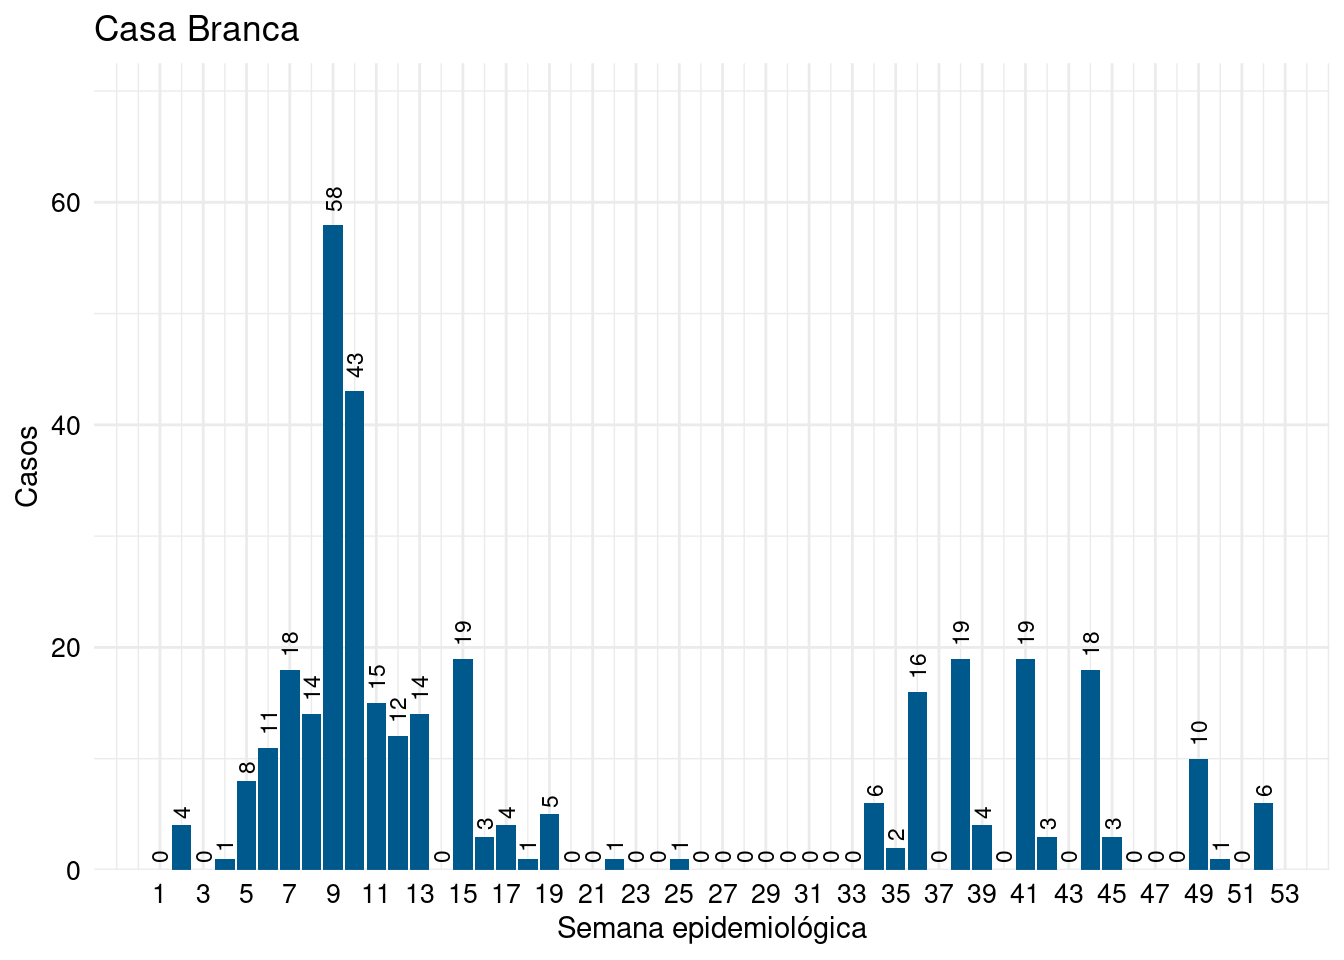 Casa Branca
Casos
60
40
20
0
0 4 0 1 8 11 18 14 58 43 15 12 14 0 19 3 4 1 5 0 0 1 0 0 1 0 0 0 0 0 0 0 0 6 2 16 0 19 4 0 19 3 0 18 3 0 0 0 10 1 0 6
1 3 5 7 9 11 13 15 17 19 21 23 25 27 29 31 33 35 37 39 41 43 45 47 49 51 53
Semana epidemiológica